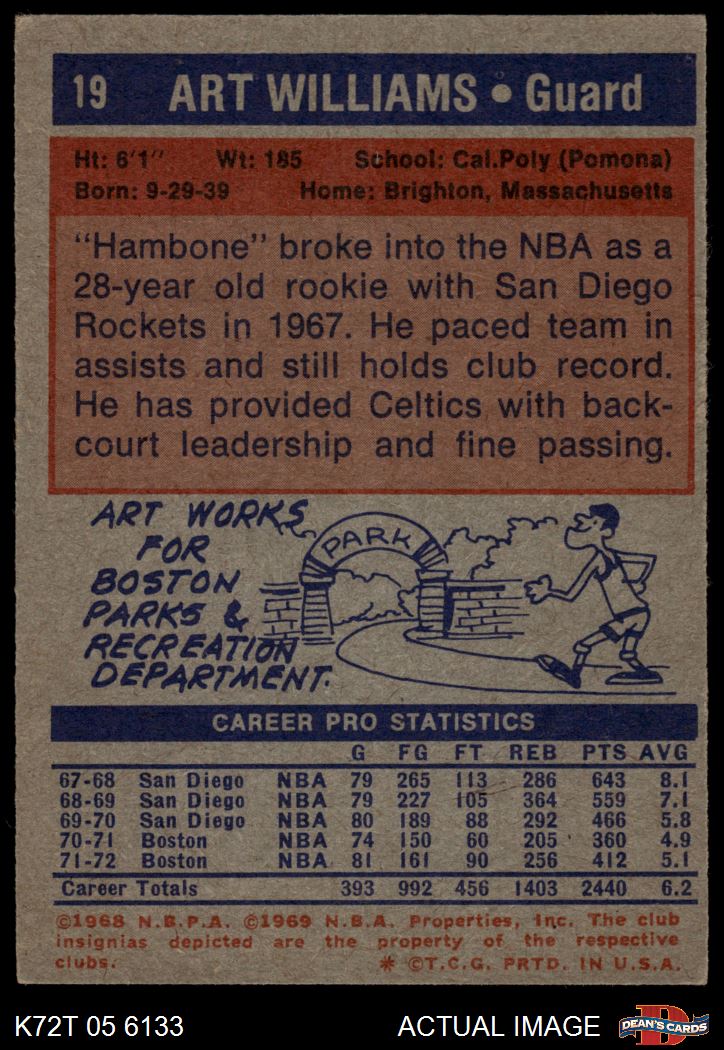 19 ART WILLIAMS • Guard
Ht: 6'1" Wt: 185 School: Cal.Poly (Pomona)
Born: 9-29-39 Home: Brighton, Massachusetts
"Hambone" broke into the NBA as a
28-year old rookie with San Diego
Rockets in 1967. He paced team in
assists and still holds club record.
He has provided Celtics with back-
court leadership and fine passing.
ART WORKS
FOR
BOSTON
PARKS &
RECREATION
DEPARTMENT.
PARK
CAREER PRO STATISTICS
G FG FT REB PTS AVG
67-68 San Diego NBA 79 265 113 286 643 8.1
68-69 San Diego NBA 79 227 105 364 559 7.1
69-70 San Diego NBA 80 189 88 292 466 5.8
70-71 Boston NBA 74 150 60 205 360 4.9
71-72 Boston NBA 81 161 90 256 412 5.1
Career Totals 393 992 456 1403 2440 6.2
©1968 N.B.P.A. ©1969 N.B.A. Properties, Inc. The club
insignias depicted are the property of the respective
clubs. * ©T.C.G. PRTD. IN U.S.A.
K72T 05 6133 ACTUAL IMAGE D DEAN'S CARDS